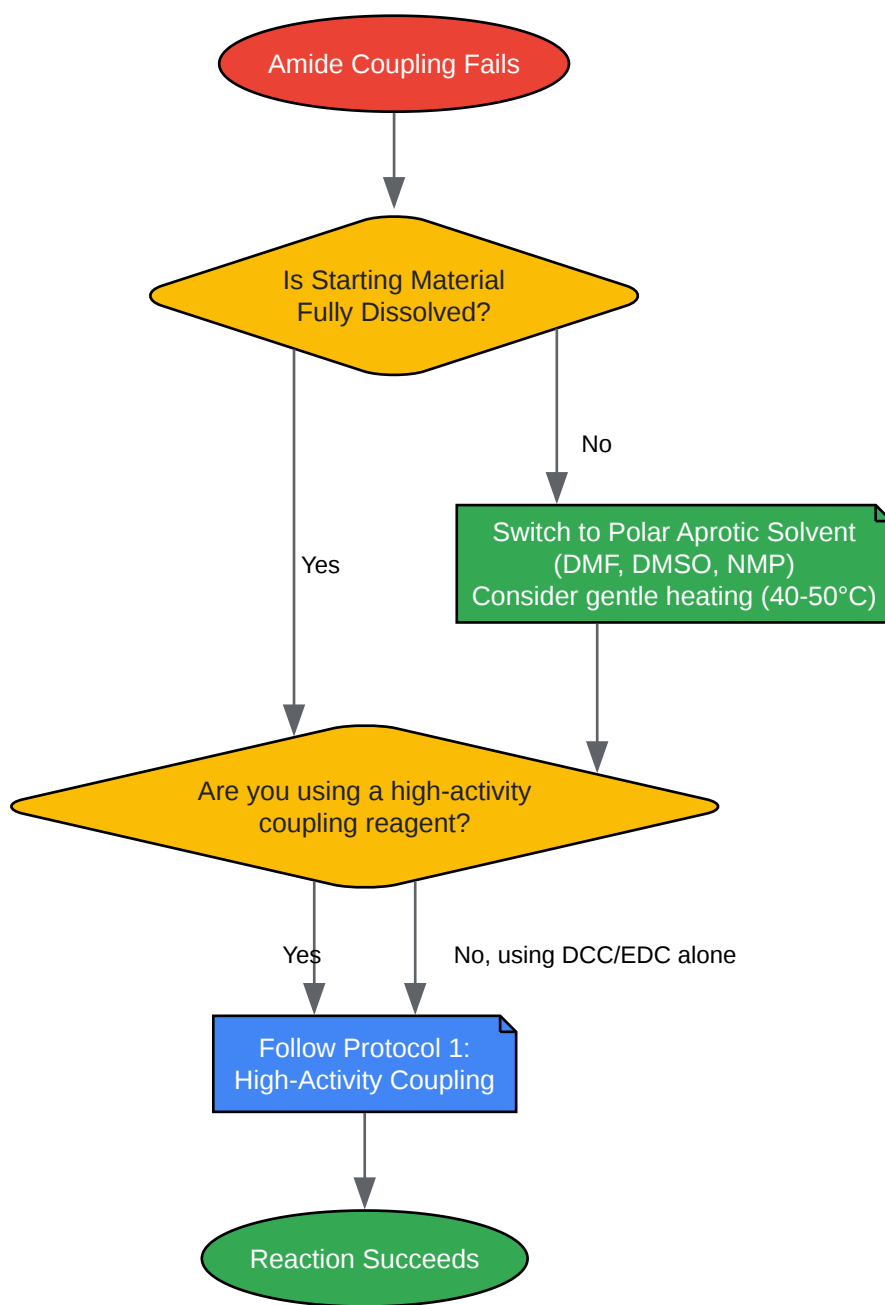 Amide Coupling Fails
Is Starting Material
Fully Dissolved?
No
Switch to Polar Aprotic Solvent
(DMF, DMSO, NMP)
Consider gentle heating (40-50°C)
Yes
Are you using a high-activity
coupling reagent?
Yes
No, using DCC/EDC alone
Follow Protocol 1:
High-Activity Coupling
Reaction Succeeds